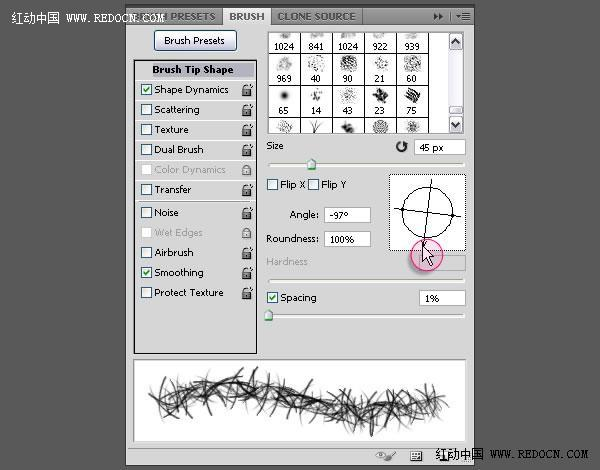 红动中国 WWW.REDOCN.COM
PRESETS BRUSH CLONE SOURCE
Brush Presets
1024 841 1024 922 939
969 40 90 21 60
65 14 43 23 75
Brush Tip Shape
Shape Dynamics
Scattering
Texture
Dual Brush
Color Dynamics
Transfer
Noise
Wet Edges
Airbrush
Smoothing
Protect Texture
Size 45 px
Flip X Flip Y
Angle: -97°
Roundness: 100%
Hardness
Spacing 1%
红动中国 WWW.REDOCN.COM